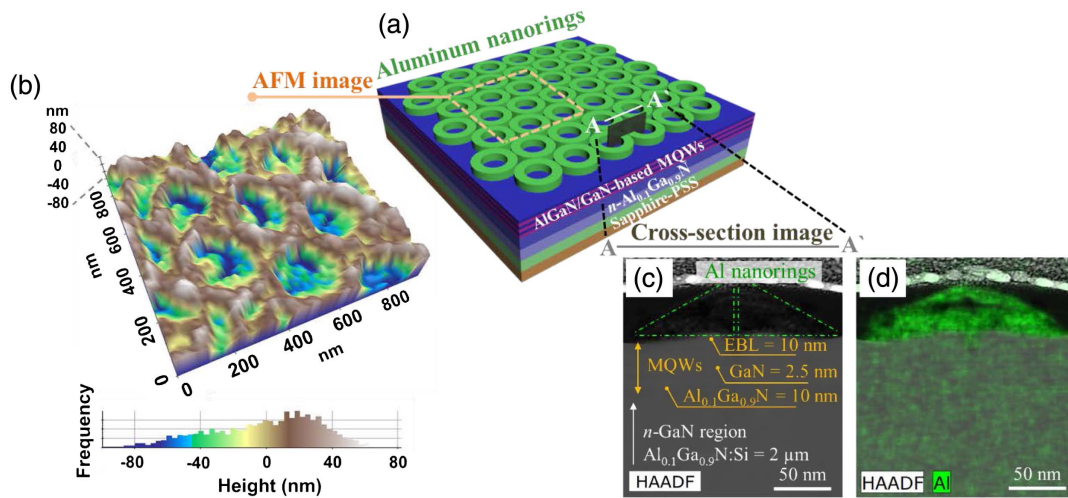 (a)
Aluminum nanorings
AFM image
(b)
nm
80
40
0
-40
-80
800
600
400
200
0
nm
0
200
400
600
800
nm
A
A`
AlGaN/GaN-based MQWs
n-Al0.1Ga0.9N
Sapphire-PSS
Cross-section image
A
A`
(c)
Al nanorings
EBL = 10 nm
MQWs
GaN = 2.5 nm
Al0.1Ga0.9N = 10 nm
n-GaN region
Al0.1Ga0.9N:Si = 2 µm
HAADF
50 nm
(d)
HAADF Al
50 nm
Frequency
-80
-40
0
40
80
Height (nm)